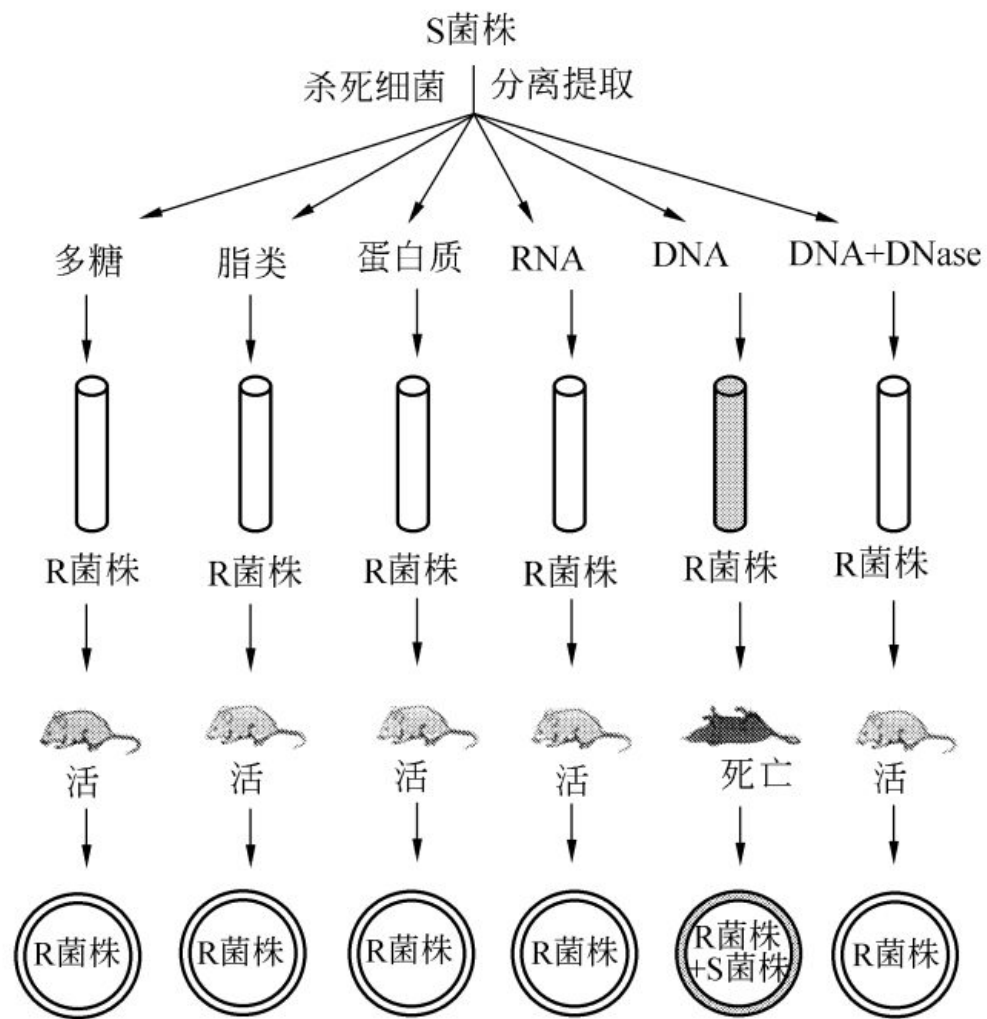 S菌株
杀死细菌 分离提取
多糖 脂类 蛋白质 RNA DNA DNA+DNase
R菌株 R菌株 R菌株 R菌株 R菌株 R菌株
活 活 活 活 死亡 活
R菌株 R菌株 R菌株 R菌株 R菌株 R菌株
+S菌株